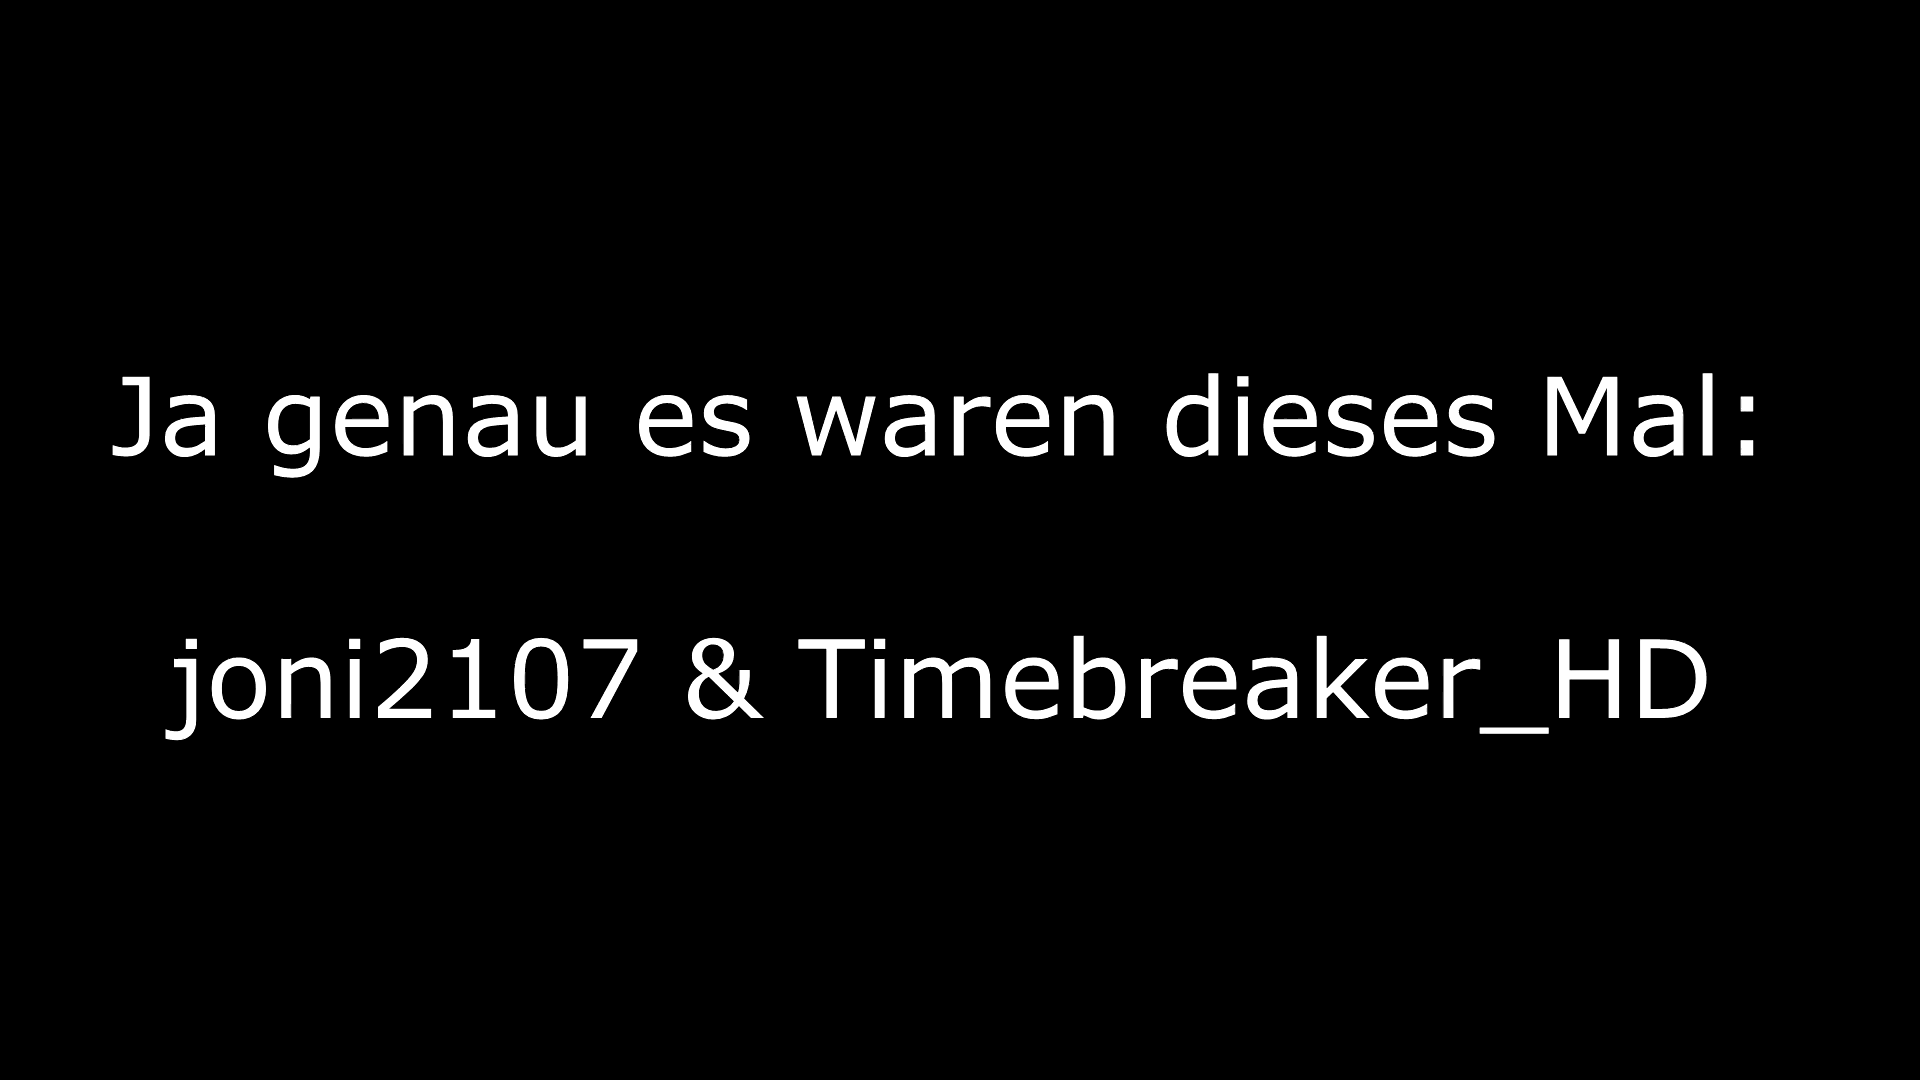 Ja genau es waren dieses Mal:
joni2107 & Timebreaker_HD